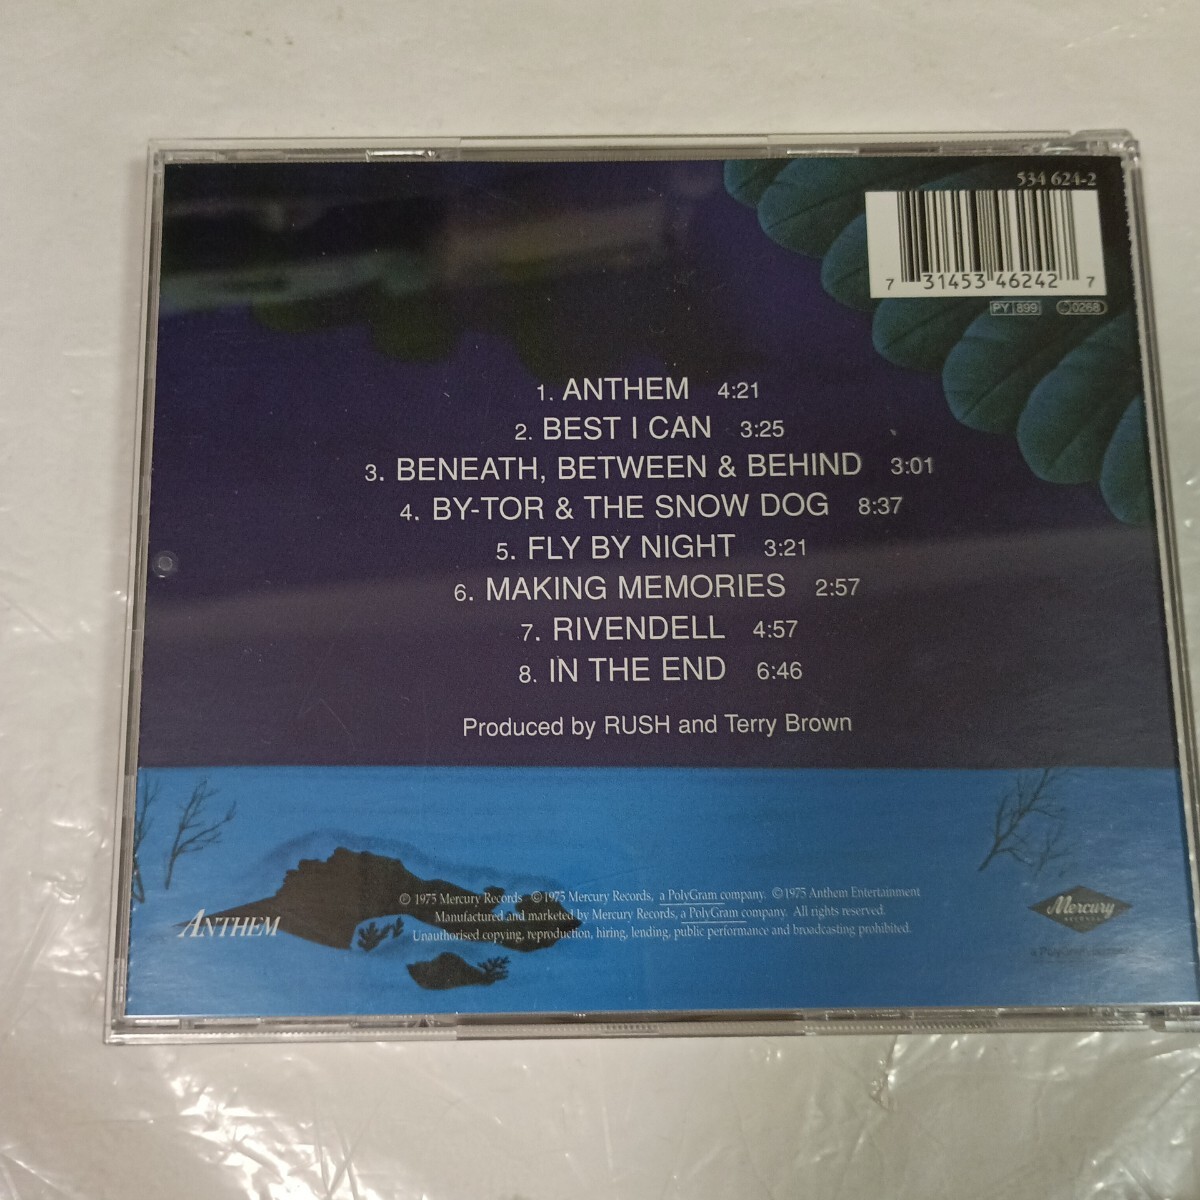 534 624-2
7 31453 46242 7
PY 899 0268
1. ANTHEM 4:21
2. BEST I CAN 3:25
3. BENEATH, BETWEEN & BEHIND 3:01
4. BY-TOR & THE SNOW DOG 8:37
5. FLY BY NIGHT 3:21
6. MAKING MEMORIES 2:57
7. RIVENDELL 4:57
8. IN THE END 6:46
Produced by RUSH and Terry Brown
℗ 1975 Mercury Records ©1975 Mercury Records, a PolyGram company. ©1975 Anthem Entertainment
Manufactured and marketed by Mercury Records, a PolyGram company. All rights reserved.
Unauthorised copying, reproduction, hiring, lending, public performance and broadcasting prohibited.
ANTHEM
Mercury
RECORDS
a PolyGram company